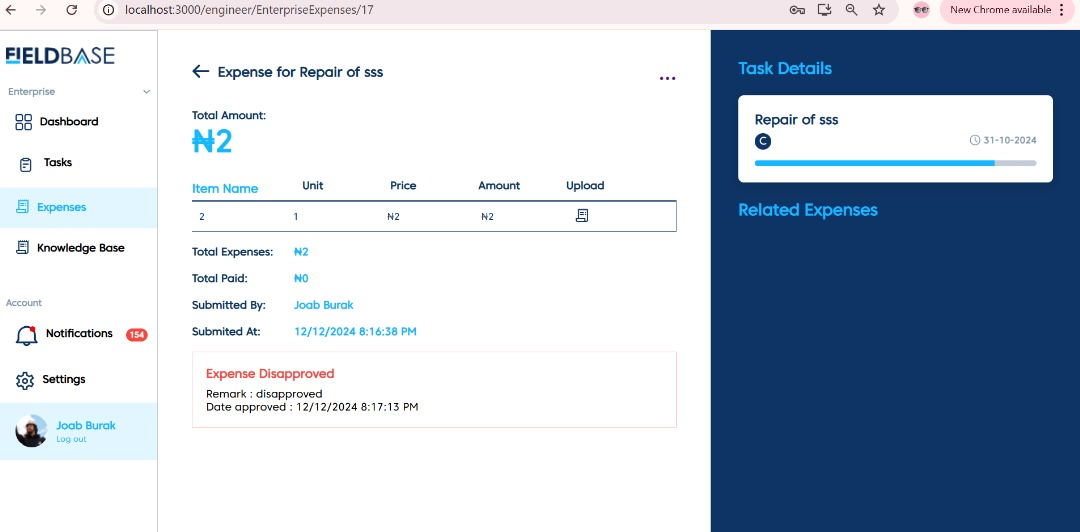 localhost:3000/engineer/EnterpriseExpenses/17
New Chrome available
FIELDBASE
Enterprise
Dashboard
Tasks
Expenses
Knowledge Base
Account
Notifications 154
Settings
Joab Burak
Log out
Expense for Repair of sss
Total Amount:
₦2
Item Name Unit Price Amount Upload
2 1 ₦2 ₦2
Total Expenses: ₦2
Total Paid: ₦0
Submitted By: Joab Burak
Submited At: 12/12/2024 8:16:38 PM
Expense Disapproved
Remark : disapproved
Date approved : 12/12/2024 8:17:13 PM
Task Details
Repair of sss
C 31-10-2024
Related Expenses